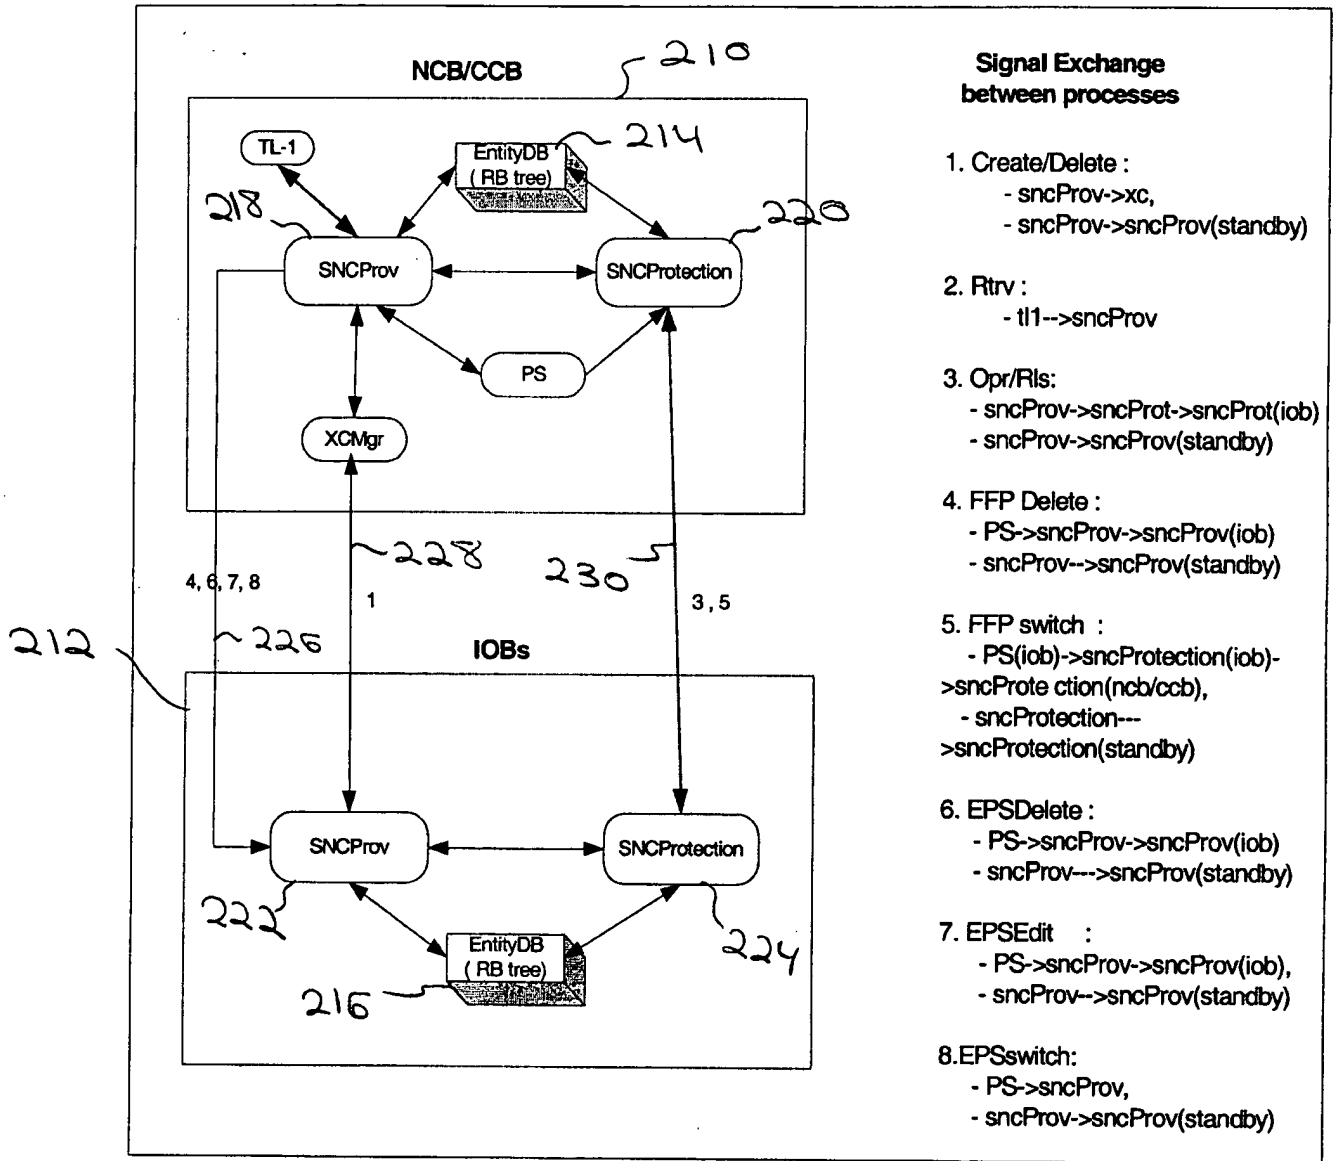 NCB/CCB
210
TL-1
EntityDB
( RB tree)
214
218
220
SNCProv
SNCProtection
PS
XCMgr
228
230
4, 6, 7, 8
1
3 , 5
226
212
IOBs
SNCProv
SNCProtection
222
224
EntityDB
( RB tree)
216
Signal Exchange
between processes
1. Create/Delete :
- sncProv->xc,
- sncProv->sncProv(standby)
2. Rtrv :
- tl1-->sncProv
3. Opr/Rls:
- sncProv->sncProt->sncProt(iob)
- sncProv->sncProv(standby)
4. FFP Delete :
- PS->sncProv->sncProv(iob)
- sncProv-->sncProv(standby)
5. FFP switch :
- PS(iob)->sncProtection(iob)-
>sncProte ction(ncb/ccb),
- sncProtection---
>sncProtection(standby)
6. EPSDelete :
- PS->sncProv->sncProv(iob)
- sncProv--->sncProv(standby)
7. EPSEdit :
- PS->sncProv->sncProv(iob),
- sncProv-->sncProv(standby)
8.EPSswitch:
- PS->sncProv,
- sncProv->sncProv(standby)